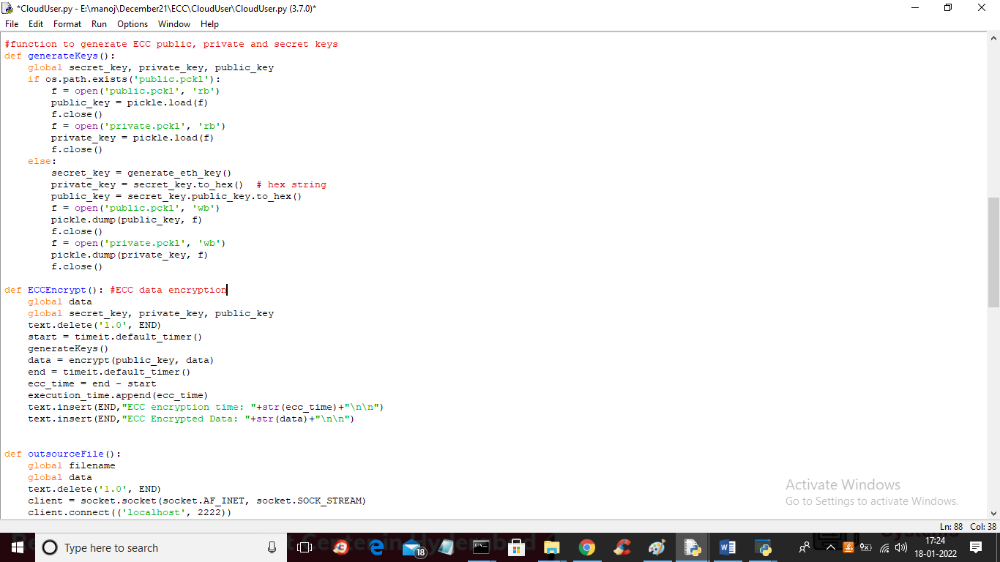 *CloudUser.py - E:\manoj\December21\ECC\CloudUser\CloudUser.py (3.7.0)*
File Edit Format Run Options Window Help
#function to generate ECC public, private and secret keys
def generateKeys():
    global secret_key, private_key, public_key
    if os.path.exists('public.pckl'):
        f = open('public.pckl', 'rb')
        public_key = pickle.load(f)
        f.close()
        f = open('private.pckl', 'rb')
        private_key = pickle.load(f)
        f.close()
    else:
        secret_key = generate_eth_key()
        private_key = secret_key.to_hex()  # hex string
        public_key = secret_key.public_key.to_hex()
        f = open('public.pckl', 'wb')
        pickle.dump(public_key, f)
        f.close()
        f = open('private.pckl', 'wb')
        pickle.dump(private_key, f)
        f.close()
def ECCEncrypt(): #ECC data encryption
    global data
    global secret_key, private_key, public_key
    text.delete('1.0', END)
    start = timeit.default_timer()
    generateKeys()
    data = encrypt(public_key, data)
    end = timeit.default_timer()
    ecc_time = end - start
    execution_time.append(ecc_time)
    text.insert(END,"ECC encryption time: "+str(ecc_time)+"\n\n")
    text.insert(END,"ECC Encrypted Data: "+str(data)+"\n\n")
def outsourceFile():
    global filename
    global data
    text.delete('1.0', END)
    client = socket.socket(socket.AF_INET, socket.SOCK_STREAM)
    client.connect(('localhost', 2222))
Activate Windows
Go to Settings to activate Windows.
Ln: 88 Col: 38
Type here to search
18
17:24
18-01-2022